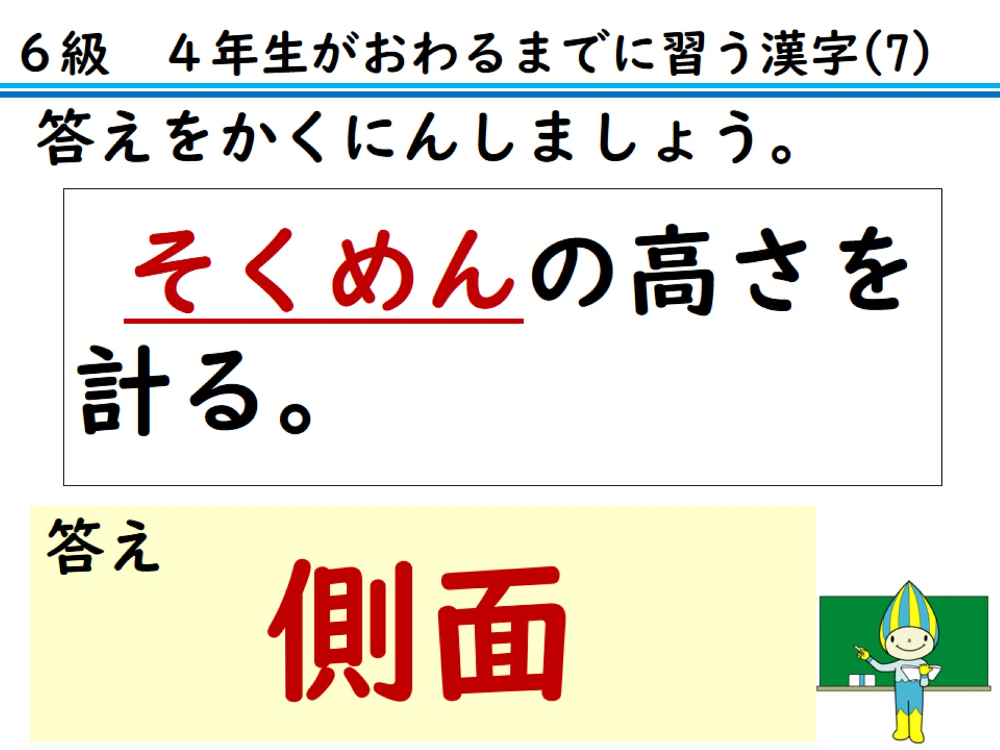 ６級　４年生がおわるまでに習う漢字(7)
答えをかくにんしましょう。
そくめんの高さを
計る。
答え
側面